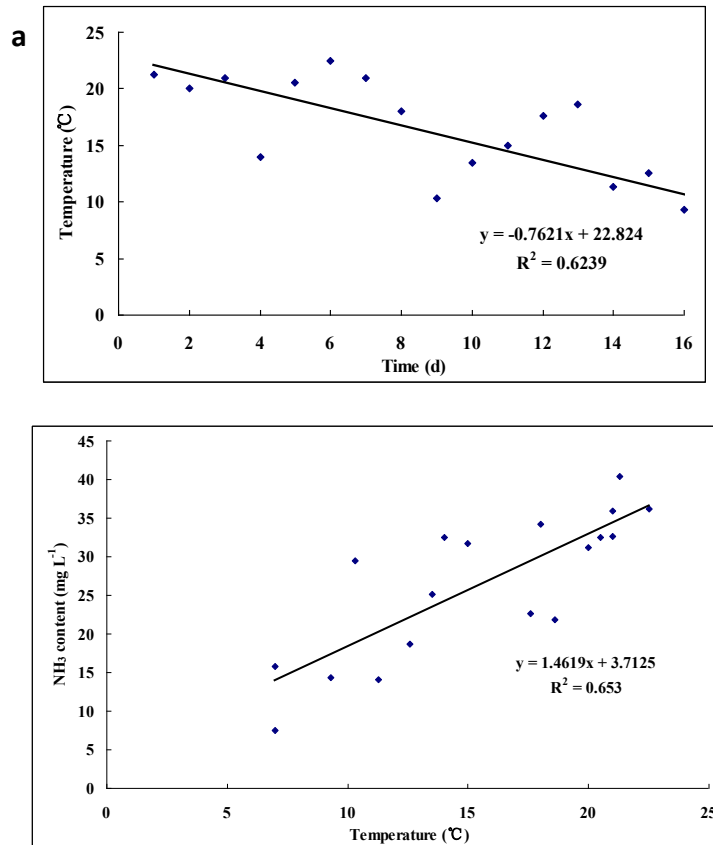 a
25
20
15
10
5
0
Temperature (℃)
y = -0.7621x + 22.824
R² = 0.6239
0 2 4 6 8 10 12 14 16
Time (d)
45
40
35
30
25
20
15
10
5
0
NH₃ content (mg L⁻¹)
y = 1.4619x + 3.7125
R² = 0.653
0 5 10 15 20 25
Temperature (℃)